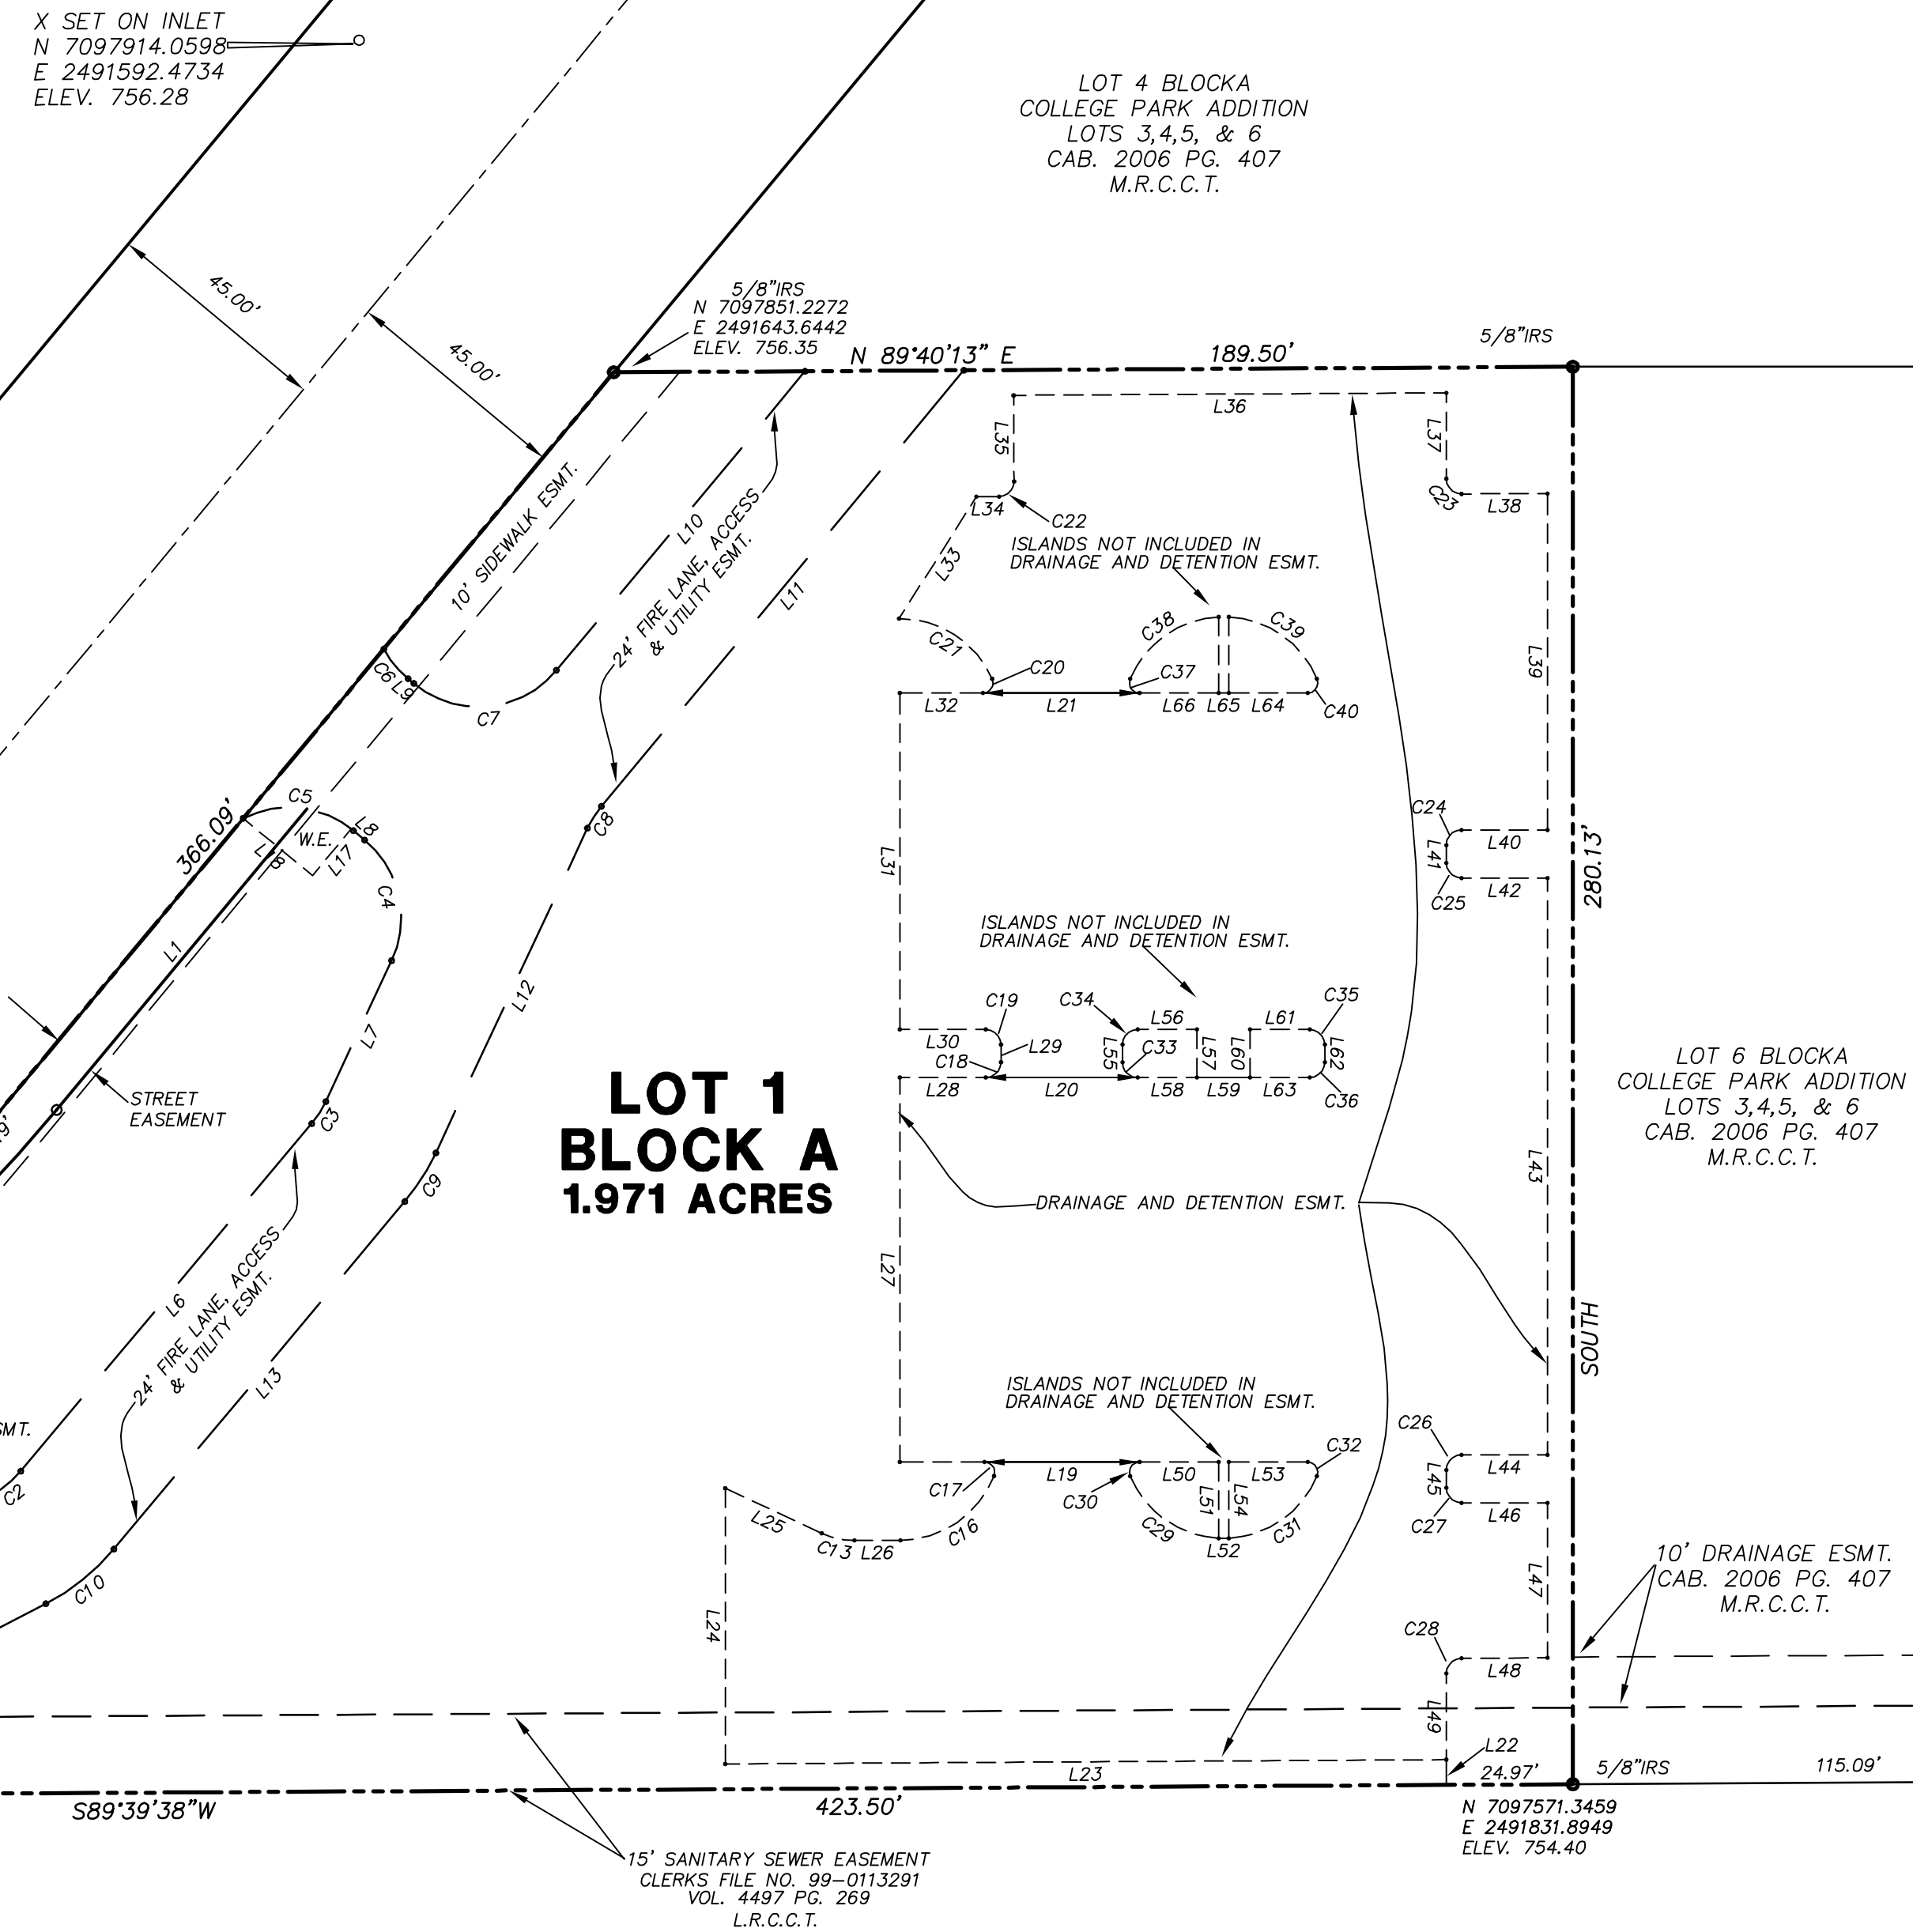 X SET ON INLET
N 7097914.0598
E 2491592.4734
ELEV. 756.28
LOT 4 BLOCKA
COLLEGE PARK ADDITION
LOTS 3,4,5, & 6
CAB. 2006 PG. 407
M.R.C.C.T.
45.00'
45.00'
5/8"IRS
N 7097851.2272
E 2491643.6442
ELEV. 756.35
N 89°40'13" E
189.50'
5/8"IRS
L36
L35
L37
L34
C22
C23
L38
10' SIDEWALK ESMT.
L10
24' FIRE LANE, ACCESS
& UTILITY ESMT.
L11
L33
ISLANDS NOT INCLUDED IN
DRAINAGE AND DETENTION ESMT.
C21
C38
C39
C20
C37
L39
C6
L9
C7
L32
L21
L66
L65
L64
C40
C5
L8
W.E.
L17
L18
366.09'
C8
C24
L40
L41
L31
280.13'
C4
C25
L42
L1
ISLANDS NOT INCLUDED IN
DRAINAGE AND DETENTION ESMT.
L12
C19
C34
L56
L61
C35
L7
L30
L29
L55
C33
L57
L60
L62
C18
L28
L20
L58
L59
L63
C36
LOT 6 BLOCKA
COLLEGE PARK ADDITION
LOTS 3,4,5, & 6
CAB. 2006 PG. 407
M.R.C.C.T.
9'
STREET
EASEMENT
C3
LOT 1
BLOCK A
1.971 ACRES
C9
L43
DRAINAGE AND DETENTION ESMT.
L27
L6
24' FIRE LANE, ACCESS
& UTILITY ESMT.
L13
SOUTH
ISLANDS NOT INCLUDED IN
DRAINAGE AND DETENTION ESMT.
SMT.
C26
C32
L44
L45
C2
C17
L19
L50
L53
C30
L51
L54
L46
C27
L25
C13
L26
C16
C29
L52
C31
10' DRAINAGE ESMT.
CAB. 2006 PG. 407
M.R.C.C.T.
C10
L47
L24
C28
L48
L49
L22
L23
24.97'
5/8"IRS
115.09'
S89°39'38"W
423.50'
N 7097571.3459
E 2491831.8949
ELEV. 754.40
15' SANITARY SEWER EASEMENT
CLERKS FILE NO. 99-0113291
VOL. 4497 PG. 269
L.R.C.C.T.